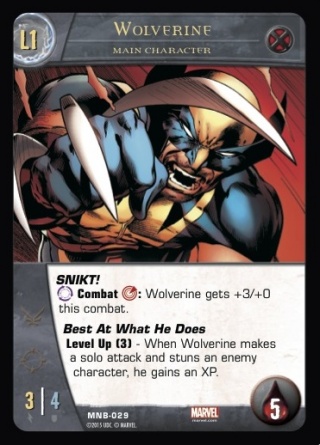 L1
WOLVERINE
MAIN CHARACTER
SNIKT!
Combat : Wolverine gets +3/+0
this combat.
Best At What He Does
Level Up (3) - When Wolverine makes
a solo attack and stuns an enemy
character, he gains an XP.
3 | 4
MNB-029
©2015 UDC. © MARVEL.
MARVEL
marvel.com
5